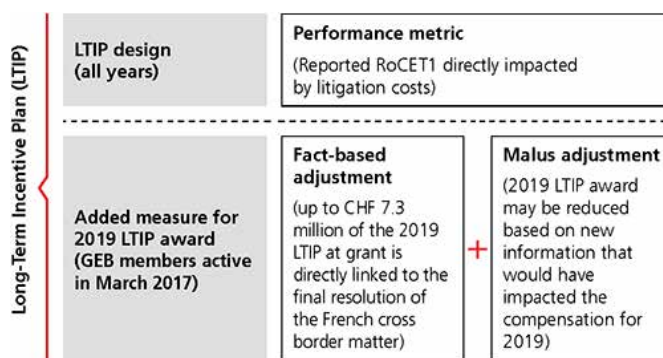 Long-Term Incentive Plan (LTIP)
LTIP design
(all years)
Performance metric
(Reported RoCET1 directly impacted
by litigation costs)
Added measure for
2019 LTIP award
(GEB members active
in March 2017)
Fact-based
adjustment
(up to CHF 7.3
million of the 2019
LTIP at grant is
directly linked to the
final resolution of
the French cross
border matter)
+
Malus adjustment
(2019 LTIP award
may be reduced
based on new
information that
would have
impacted the
compensation for
2019)